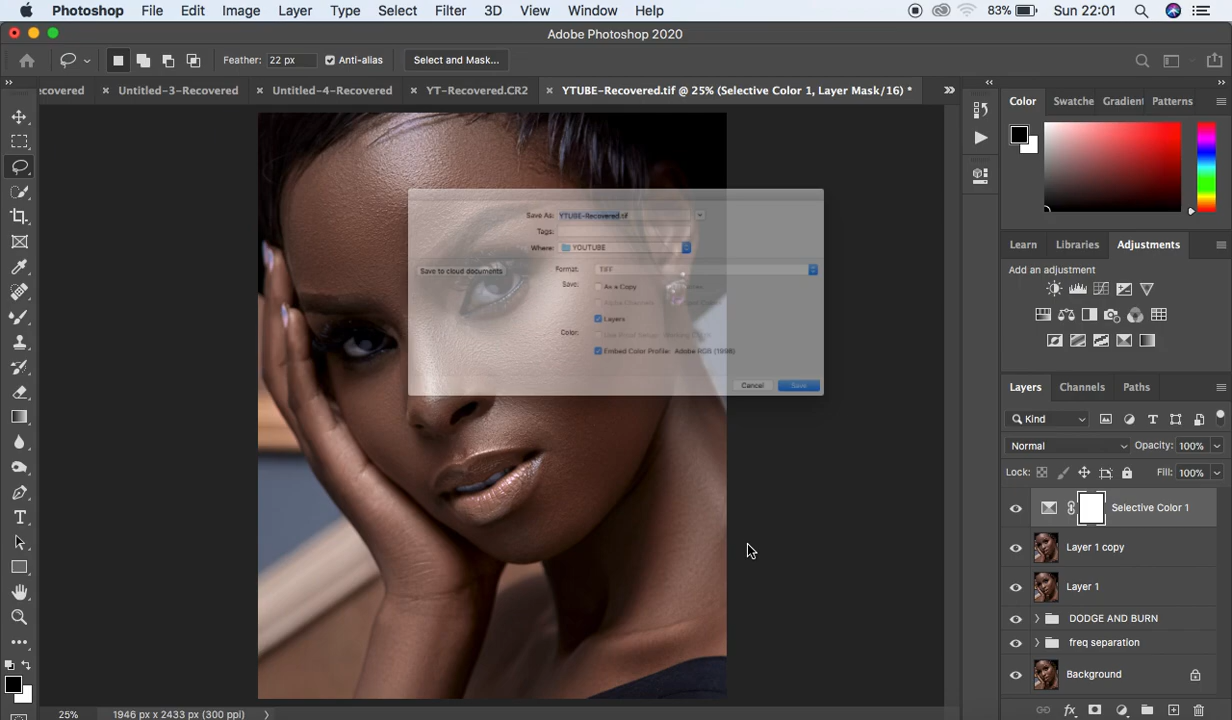 Photoshop File Edit Image Layer Type Select Filter 3D View Window Help 83% Sun 22:01
Adobe Photoshop 2020
Feather: 22 px Anti-alias Select and Mask...
ecovered Untitled-3-Recovered Untitled-4-Recovered YT-Recovered.CR2 YTUBE-Recovered.tif @ 25% (Selective Color 1, Layer Mask/16) *
Color Swatche Gradient Patterns
Save As: YTUBE-Recovered.tif
Tags:
Where: YOUTUBE
Save to cloud documents Format: TIFF
Save: As a Copy
Alpha Channels
Layers
Color:
Embed Color Profile: Adobe RGB (1998)
Cancel Save
Learn Libraries Adjustments
Add an adjustment
Layers Channels Paths
Kind
Normal Opacity: 100%
Lock: Fill: 100%
Selective Color 1
Layer 1 copy
Layer 1
DODGE AND BURN
freq separation
Background
25% 1946 px x 2433 px (300 ppi)